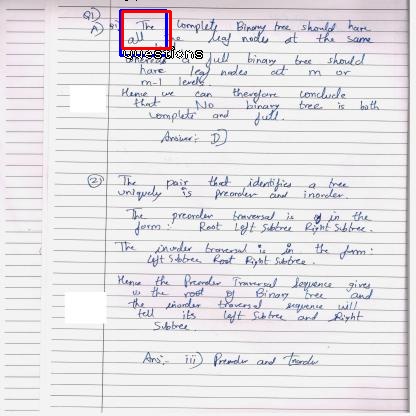 Q1)
A) The Complete Binary tree should have
all the leaf nodes at the same
Questions
whereas a full binary tree should
have leaf nodes at m or
m-1 levels.
Hence we can therefore conclude
that No binary tree is both
Complete and full.
Answer:- D)
(2) The pair that identifies a tree
uniquely is preorder and inorder.
The preorder traversal is of in the
form: Root Left Subtree Right Subtree.
The inorder traversal is in the form:
Left Subtree Root Right Subtree.
Hence the Preorder Traversal Sequence gives
us the root of Binary tree and
the inorder traversal sequence will
tell its left Subtree and Right
Subtree
Ans:- iii) Preorder and Inorder